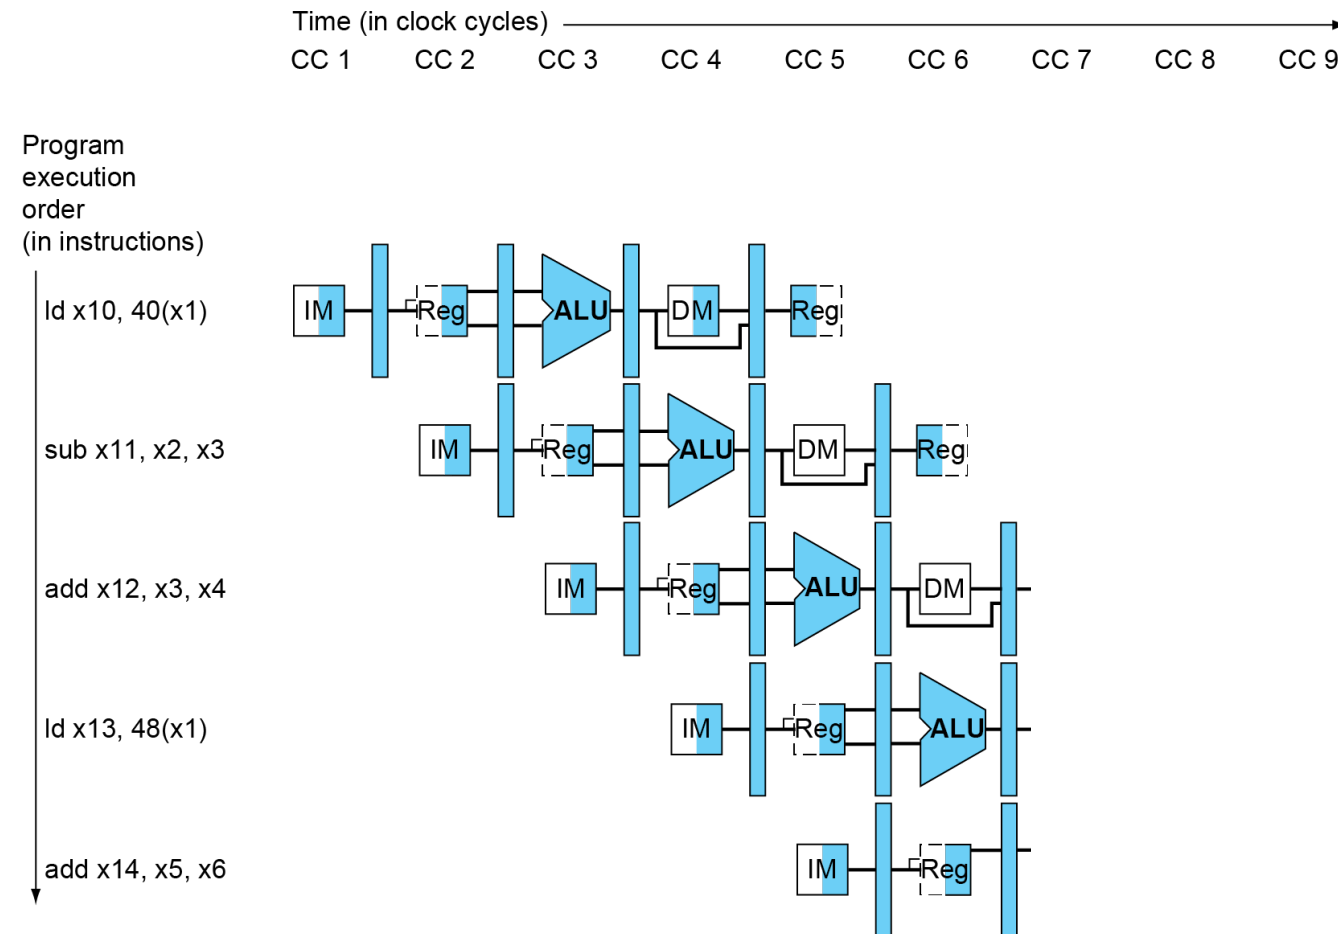 Time (in clock cycles)
CC 1 CC 2 CC 3 CC 4 CC 5 CC 6 CC 7 CC 8 CC 9
Program
execution
order
(in instructions)
ld x10, 40(x1) IM Reg ALU DM Reg
sub x11, x2, x3 IM Reg ALU DM Reg
add x12, x3, x4 IM Reg ALU DM
ld x13, 48(x1) IM Reg ALU
add x14, x5, x6 IM Reg